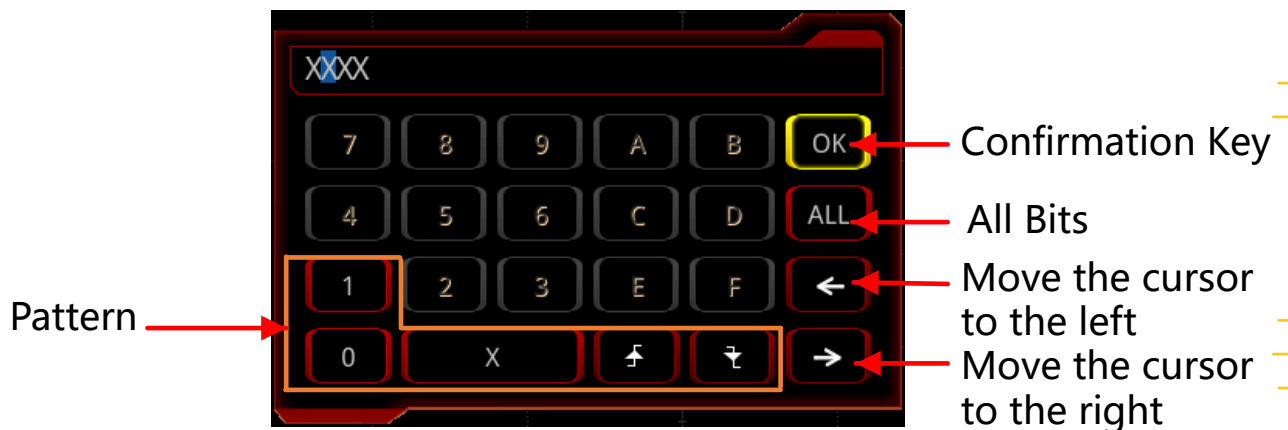 XXXX
7 8 9 A B OK
Confirmation Key
4 5 6 C D ALL
All Bits
1 2 3 E F ←
Move the cursor
to the left
Pattern
0 X →
Move the cursor
to the right